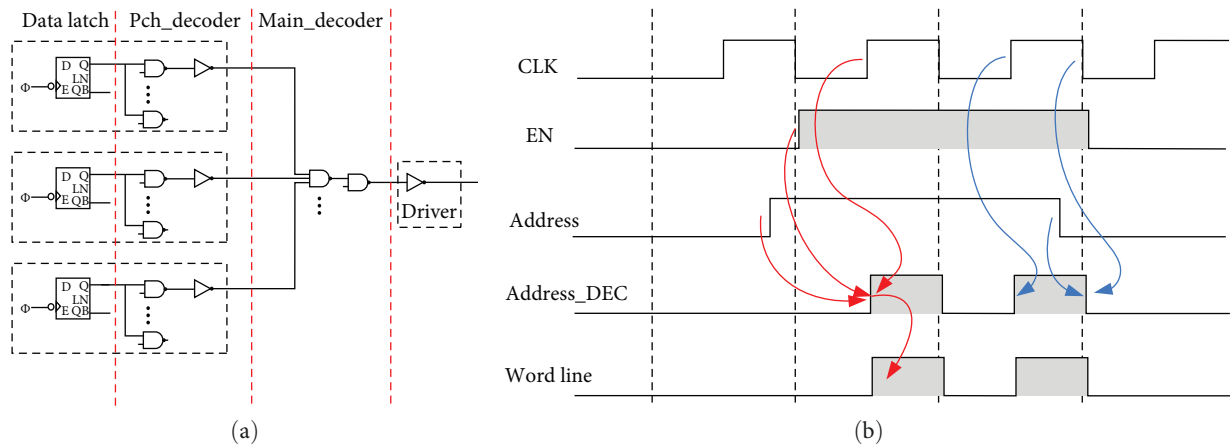 Data latch
Pch_decoder
Main_decoder
D Q
LN
E QB
Φ
D Q
LN
E QB
Φ
D Q
LN
E QB
Φ
Driver
(a)
CLK
EN
Address
Address_DEC
Word line
(b)